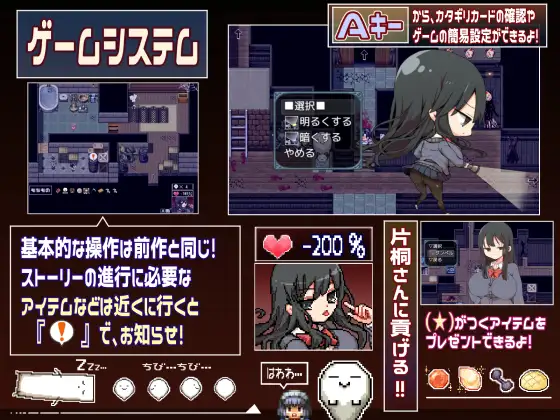 ゲームシステム
Aキー
から、カタギリカードの確認や
ゲームの簡易設定ができるよ!
■選択■
明るくする
暗くする
やめる
基本的な操作は前作と同じ!
ストーリーの進行に必要な
アイテムなどは近くに行くと
『!』で、お知らせ!
-200%
片桐さんに貢げる!!
(★)がつくアイテムを
プレゼントできるよ!
Zzz…
ちび…ちび…
はわわ…